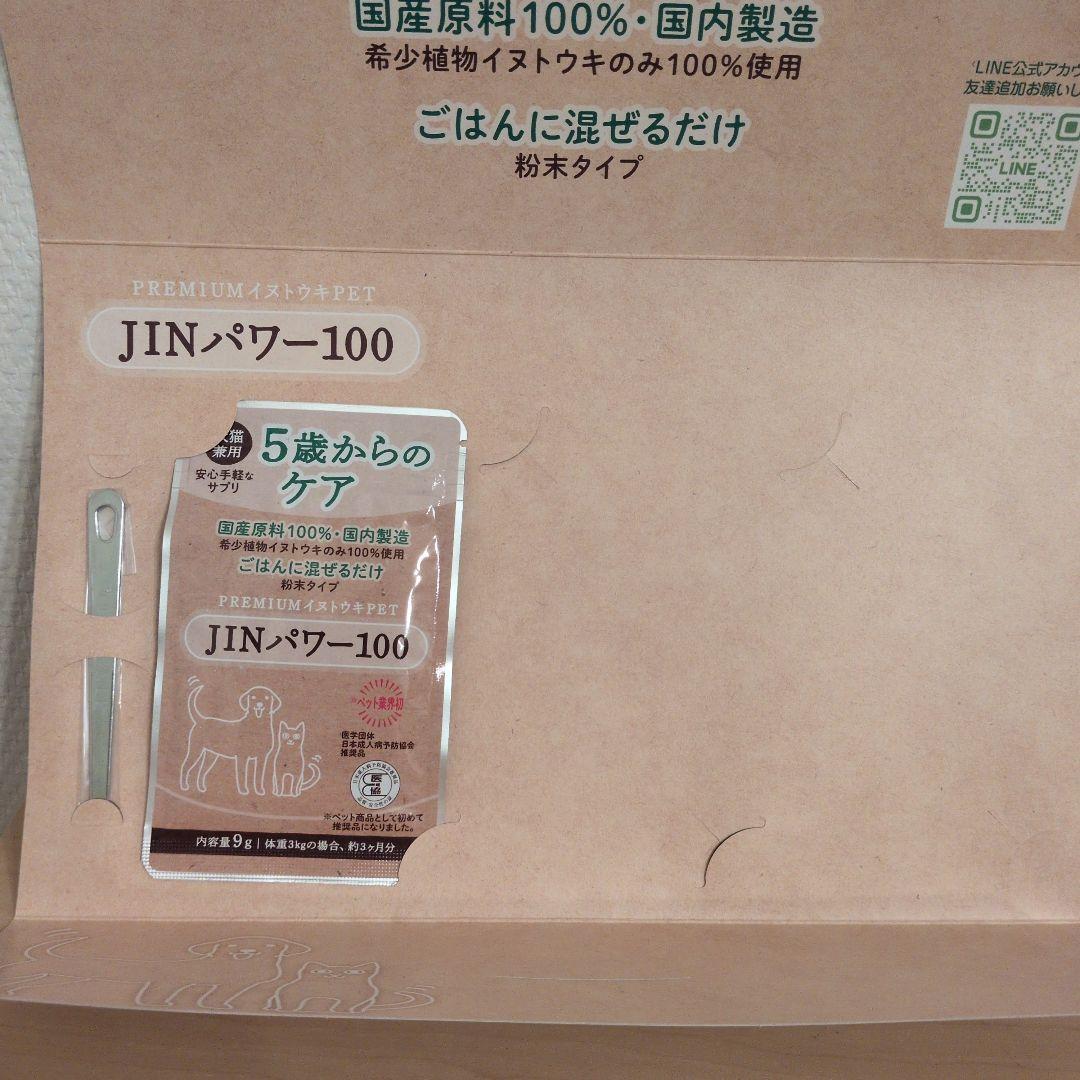 国産原料100%・国内製造
希少植物イヌトウキのみ100%使用
ごはんに混ぜるだけ
粉末タイプ
LINE公式アカウ
友達追加お願いし
LINE
PREMIUMイヌトウキPET
JINパワー100
犬猫
兼用
5歳からの
ケア
安心手軽な
サプリ
国産原料100%・国内製造
希少植物イヌトウキのみ100%使用
ごはんに混ぜるだけ
粉末タイプ
PREMIUMイヌトウキPET
JINパワー100
※ペット業界初
医学団体
日本成人病予防協会
推奨品
※ペット商品として初めて
推奨品になりました。
内容量9g|体重3kgの場合、約3ヶ月分